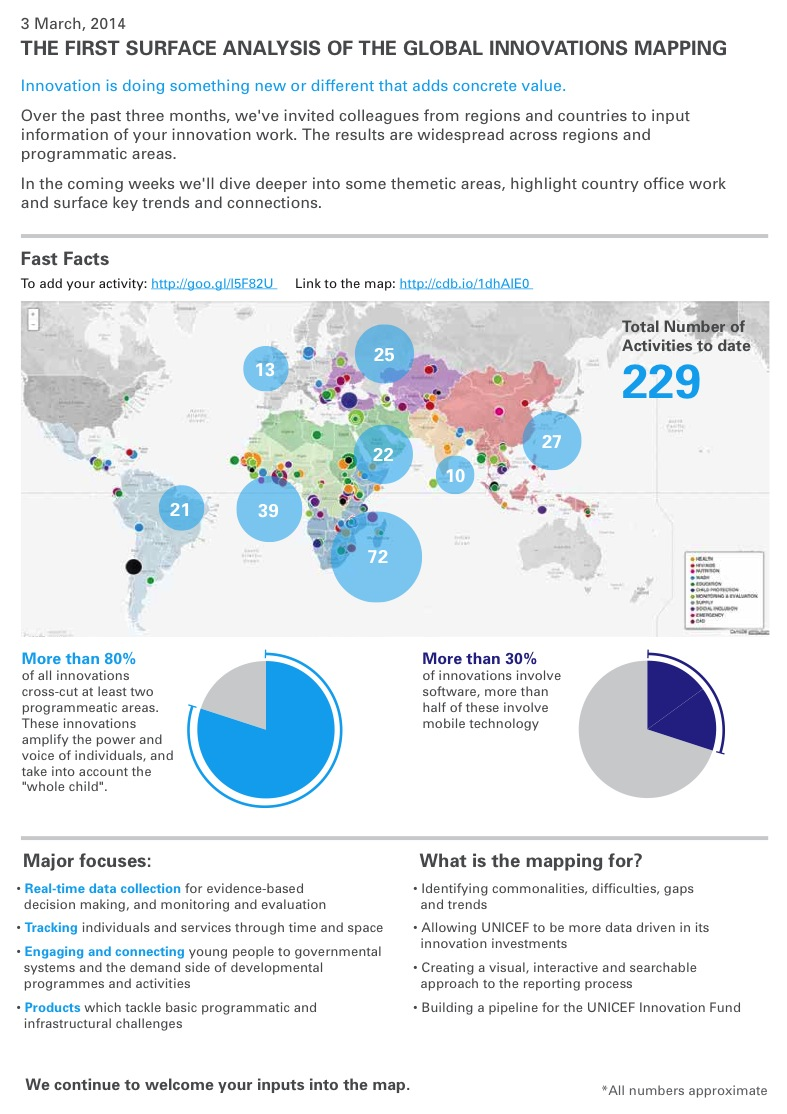 3 March, 2014
THE FIRST SURFACE ANALYSIS OF THE GLOBAL INNOVATIONS MAPPING
Innovation is doing something new or different that adds concrete value.
Over the past three months, we've invited colleagues from regions and countries to input
information of your innovation work. The results are widespread across regions and
programmatic areas.
In the coming weeks we'll dive deeper into some themetic areas, highlight country office work
and surface key trends and connections.
Fast Facts
To add your activity: http://goo.gl/I5F82U Link to the map: http://cdb.io/1dhAIE0
Total Number of
Activities to date
229
13
25
27
22
10
21
39
72
HEALTH
HIV/AIDS
NUTRITION
WASH
EDUCATION
CHILD PROTECTION
MONITORING & EVALUATION
SUPPLY
SOCIAL INCLUSION
EMERGENCY
C4D
CartoDB
More than 80%
of all innovations
cross-cut at least two
programmeatic areas.
These innovations
amplify the power and
voice of individuals, and
take into account the
"whole child".
More than 30%
of innovations involve
software, more than
half of these involve
mobile technology
Major focuses:
• Real-time data collection for evidence-based
decision making, and monitoring and evaluation
• Tracking individuals and services through time and space
• Engaging and connecting young people to governmental
systems and the demand side of developmental
programmes and activities
• Products which tackle basic programmatic and
infrastructural challenges
What is the mapping for?
• Identifying commonalities, difficulties, gaps
and trends
• Allowing UNICEF to be more data driven in its
innovation investments
• Creating a visual, interactive and searchable
approach to the reporting process
• Building a pipeline for the UNICEF Innovation Fund
We continue to welcome your inputs into the map.
*All numbers approximate